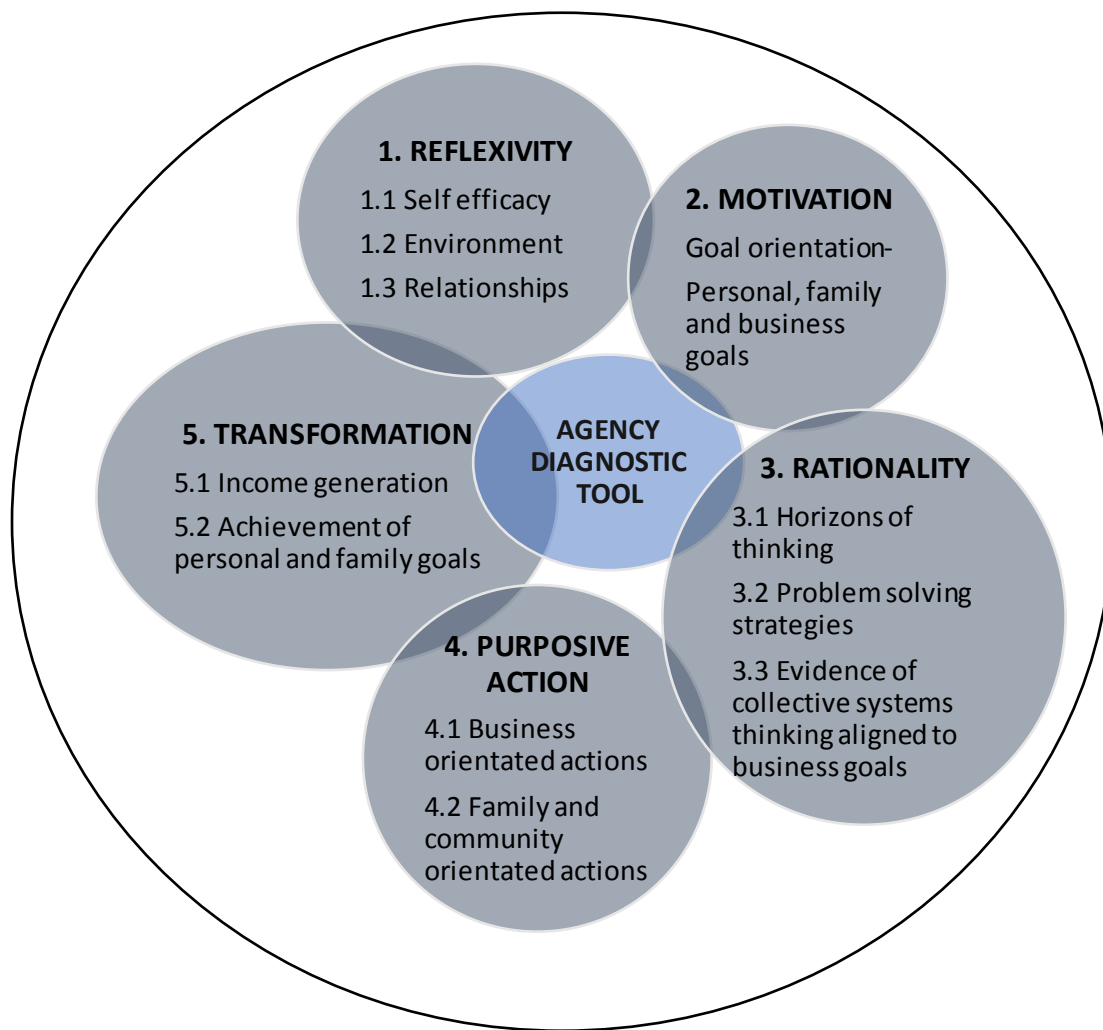 1. REFLEXIVITY
1.1 Self efficacy
1.2 Environment
1.3 Relationships
2. MOTIVATION
Goal orientation-
Personal, family
and business
goals
AGENCY
DIAGNOSTIC
TOOL
3. RATIONALITY
3.1 Horizons of
thinking
3.2 Problem solving
strategies
3.3 Evidence of
collective systems
thinking aligned to
business goals
4. PURPOSIVE
ACTION
4.1 Business
orientated actions
4.2 Family and
community
orientated actions
5. TRANSFORMATION
5.1 Income generation
5.2 Achievement of
personal and family goals